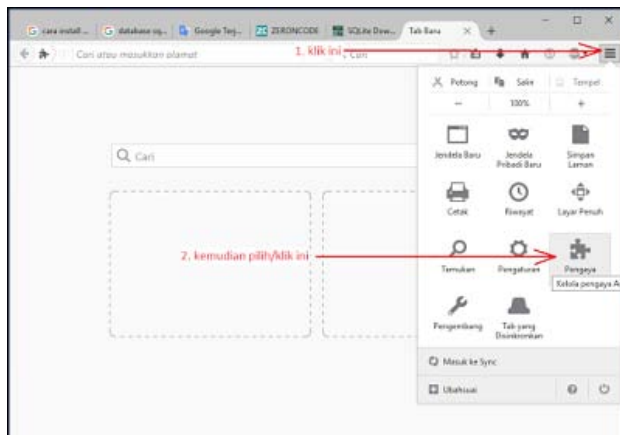 cara install ...
database sq...
Google Terj...
ZERONCODE
SQLite Dow...
Tab Baru
Cari atau masukkan alamat
1. klik ini
Cari
Potong
Salin
Tempel
100%
Cari
Jendela Baru
Jendela
Pribadi Baru
Simpan
Laman
Cetak
Riwayat
Layar Penuh
2. kemudian pilih/klik ini
Temukan
Pengaturan
Pengaya
Kelola pengaya A
Pengembang
Tab yang
Disinkronkan
Masuk ke Sync
Ubahsuai